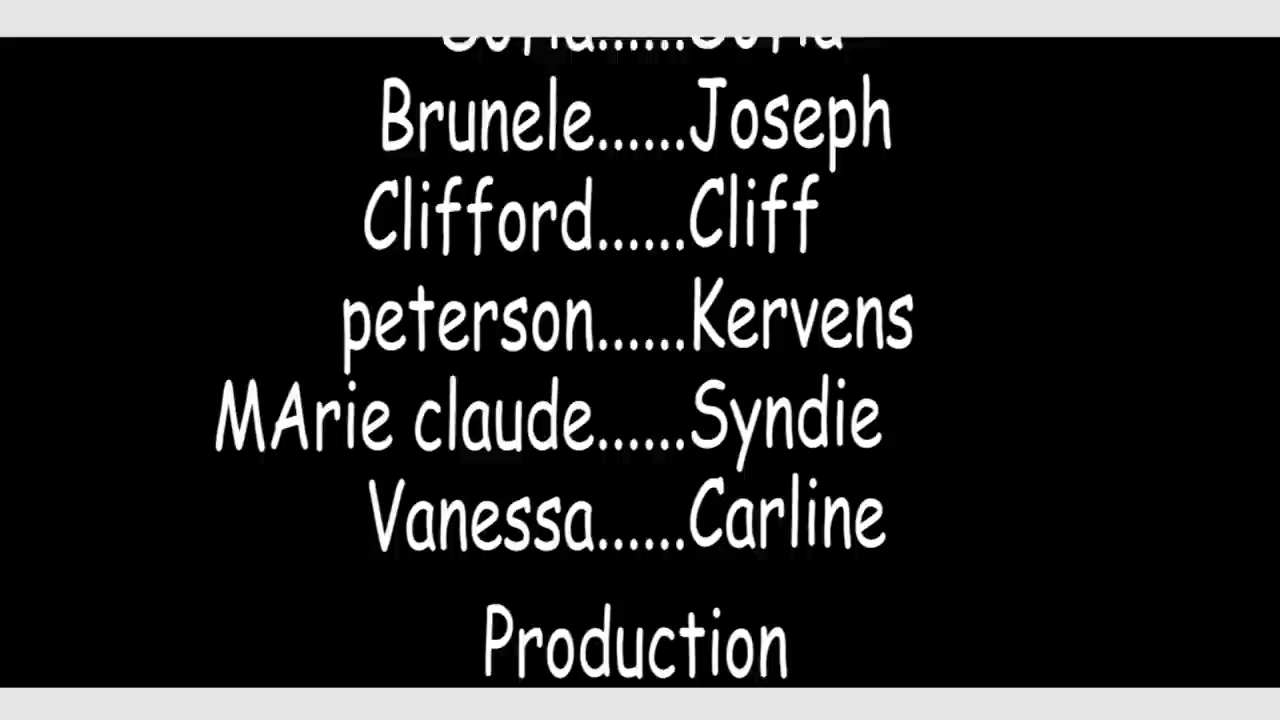 Brunele......Joseph
Clifford......Cliff
peterson......Kervens
MArie claude......Syndie
Vanessa......Carline
Production